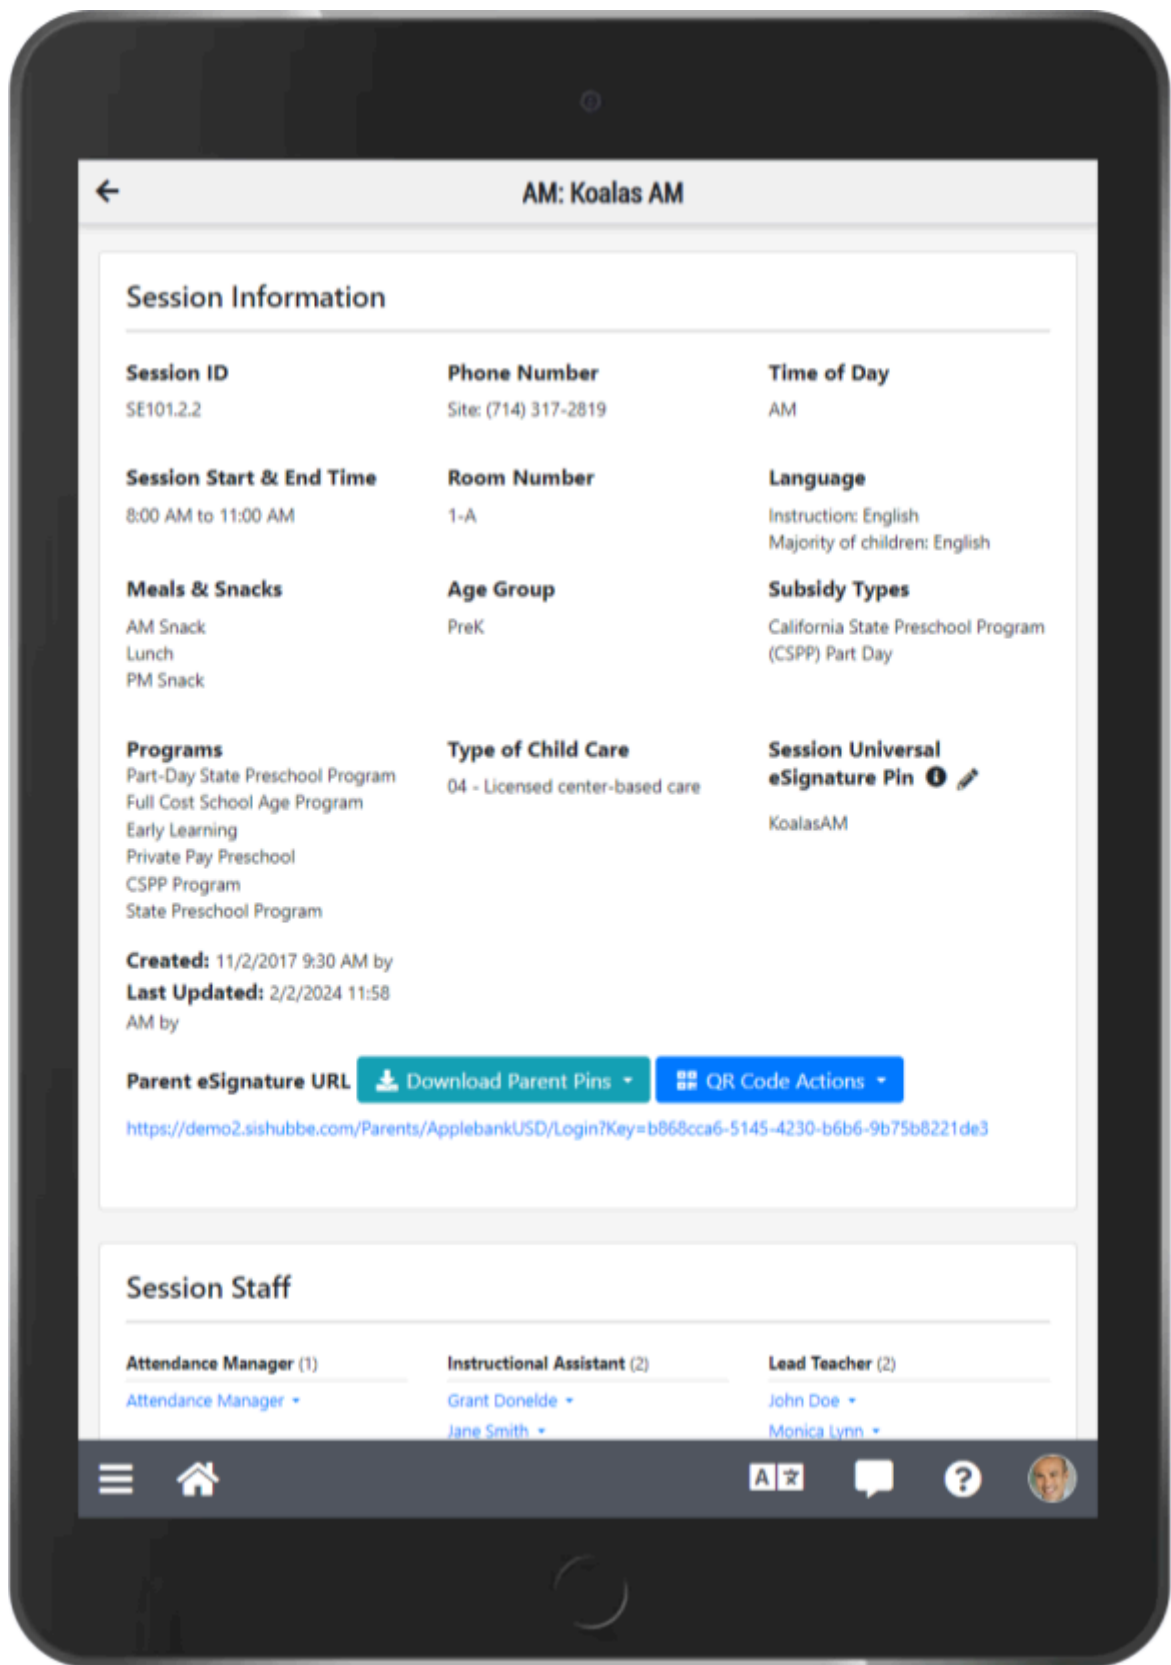 AM: Koalas AM
Session Information
Session ID
SE101.2.2
Phone Number
Site: (714) 317-2819
Time of Day
AM
Session Start & End Time
8:00 AM to 11:00 AM
Room Number
1-A
Language
Instruction: English
Majority of children: English
Meals & Snacks
AM Snack
Lunch
PM Snack
Age Group
PreK
Subsidy Types
California State Preschool Program
(CSPP) Part Day
Programs
Part-Day State Preschool Program
Full Cost School Age Program
Early Learning
Private Pay Preschool
CSPP Program
State Preschool Program
Type of Child Care
04 - Licensed center-based care
Session Universal
eSignature Pin
KoalasAM
Created: 11/2/2017 9:30 AM by
Last Updated: 2/2/2024 11:58
AM by
Parent eSignature URL
Download Parent Pins
QR Code Actions
https://demo2.sishubbe.com/Parents/ApplebankUSD/Login?Key=b868cca6-5145-4230-b6b6-9b75b8221de3
Session Staff
Attendance Manager (1)
Attendance Manager
Instructional Assistant (2)
Grant Donelde
Jane Smith
Lead Teacher (2)
John Doe
Monica Lynn
A 文